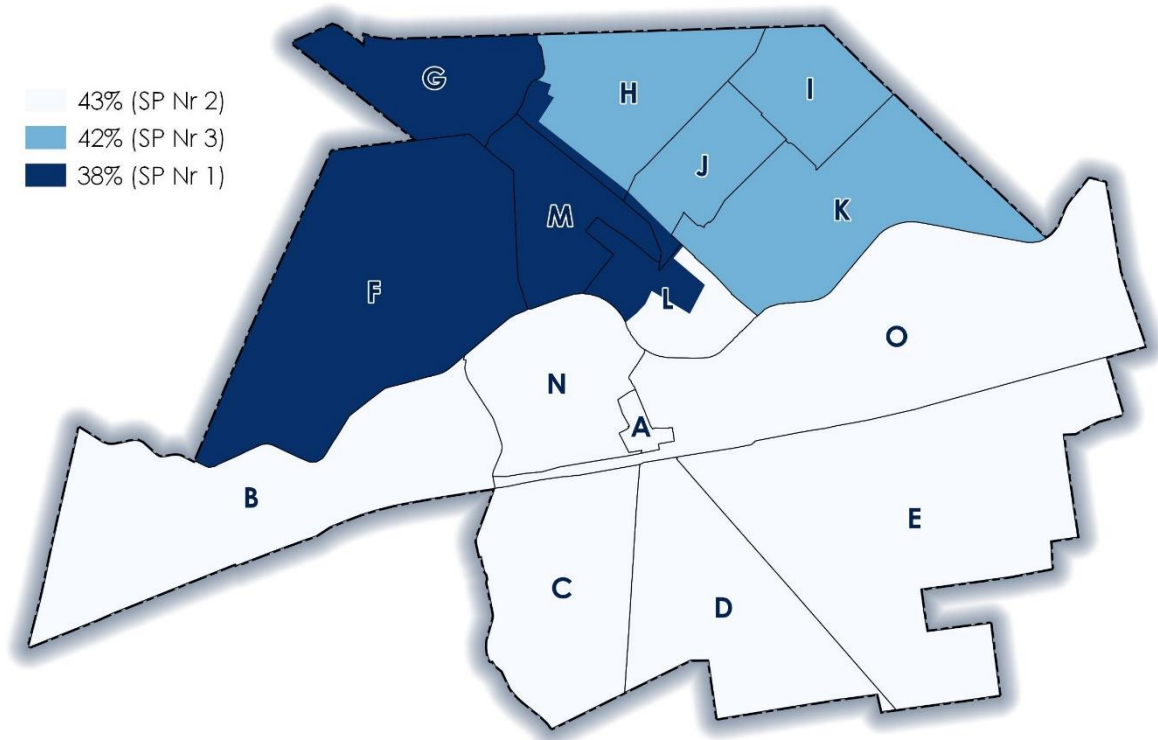 43% (SP Nr 2)
42% (SP Nr 3)
38% (SP Nr 1)
G
H
I
J
K
M
F
L
O
N
A
B
E
C
D